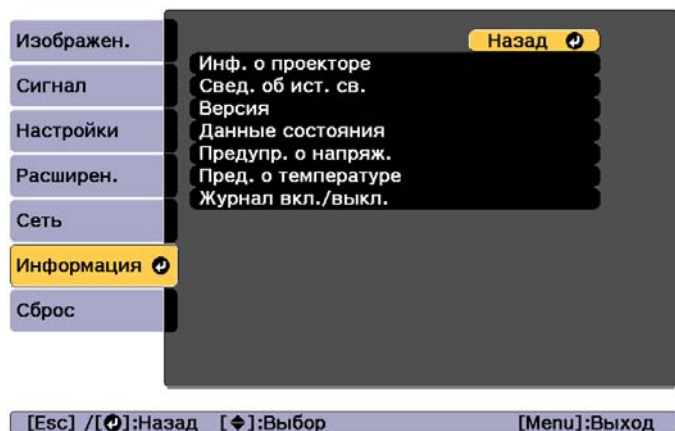 Изображен.
Сигнал
Настройки
Расширен.
Сеть
Информация
Сброс
Назад
Инф. о проекторе
Свед. об ист. св.
Версия
Данные состояния
Предупр. о напряж.
Пред. о температуре
Журнал вкл./выкл.
[Esc] /[⏎]:Назад [◆]:Выбор [Menu]:Выход